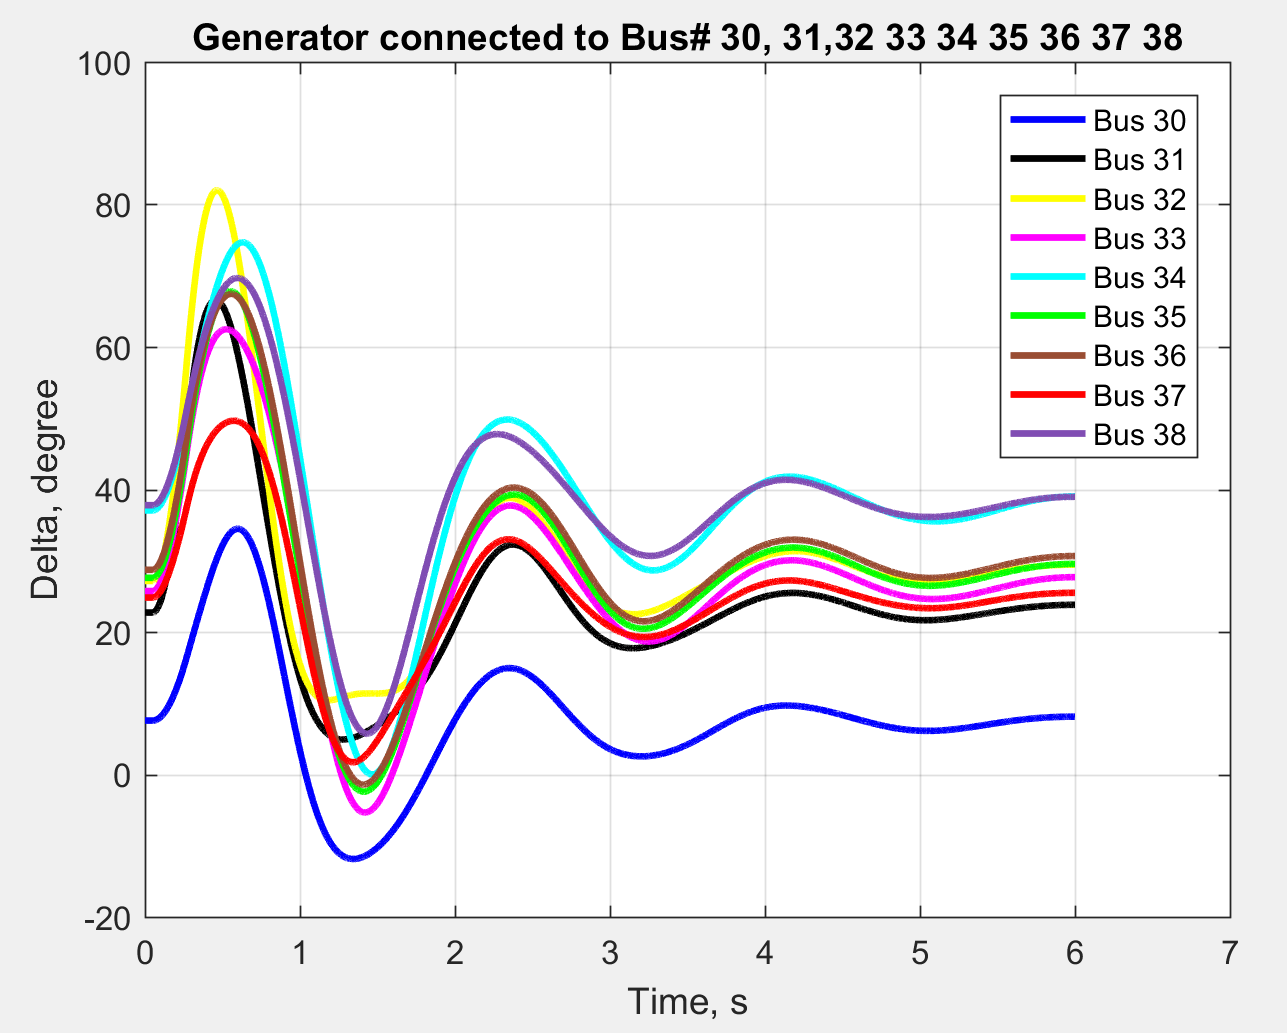 Generator connected to Bus# 30, 31,32 33 34 35 36 37 38
100
80
60
40
20
0
-20
Delta, degree
Bus 30
Bus 31
Bus 32
Bus 33
Bus 34
Bus 35
Bus 36
Bus 37
Bus 38
0 1 2 3 4 5 6 7
Time, s